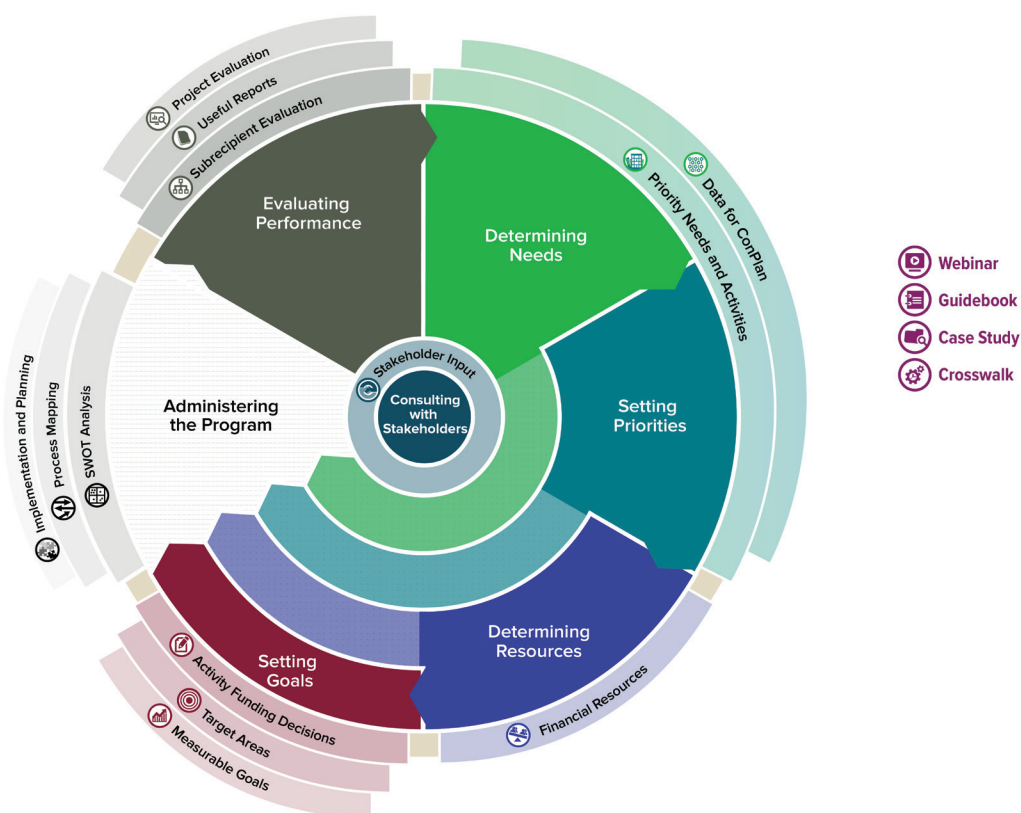 Project Evaluation
Useful Reports
Subrecipient Evaluation
Evaluating
Performance
Determining
Needs
Priority Needs and Activities
Data for ConPlan
Setting
Priorities
Determining
Resources
Financial Resources
Setting
Goals
Activity Funding Decisions
Target Areas
Measurable Goals
Administering
the Program
SWOT Analysis
Process Mapping
Implementation and Planning
Stakeholder Input
Consulting
with
Stakeholders
Webinar
Guidebook
Case Study
Crosswalk